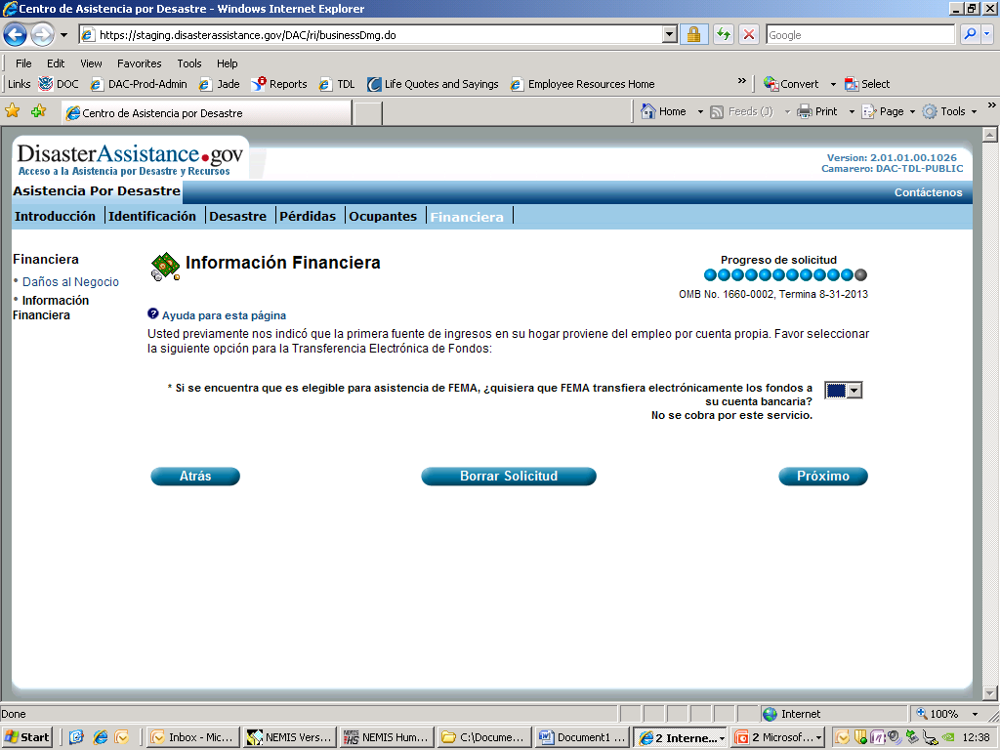 Centro de Asistencia por Desastre - Windows Internet Explorer
https://staging.disasterassistance.gov/DAC/ri/businessDmg.do
Google
File Edit View Favorites Tools Help
Links DOC DAC-Prod-Admin Jade Reports TDL Life Quotes and Sayings Employee Resources Home » Convert Select
Centro de Asistencia por Desastre
Home Feeds (J) Print Page Tools »
DisasterAssistance.gov
Acceso a la Asistencia por Desastre y Recursos
Version: 2.01.01.00.1026
Camarero: DAC-TDL-PUBLIC
Asistencia Por Desastre
Contáctenos
Introducción Identificación Desastre Pérdidas Ocupantes Financiera
Financiera
• Daños al Negocio
• Información
Financiera
Información Financiera
Progreso de solicitud
OMB No. 1660-0002, Termina 8-31-2013
? Ayuda para esta página
Usted previamente nos indicó que la primera fuente de ingresos en su hogar proviene del empleo por cuenta propia. Favor seleccionar
la siguiente opción para la Transferencia Electrónica de Fondos:
* Si se encuentra que es elegible para asistencia de FEMA, ¿quisiera que FEMA transfiera electrónicamente los fondos a
su cuenta bancaria?
No se cobra por este servicio.
Atrás Borrar Solicitud Próximo
Done
Internet
100%
Start
Inbox - Mic...
NEMIS Vers...
NEMIS Hum...
C:\Docume...
Document1 ...
2 Interne...
2 Microsof...
12:38